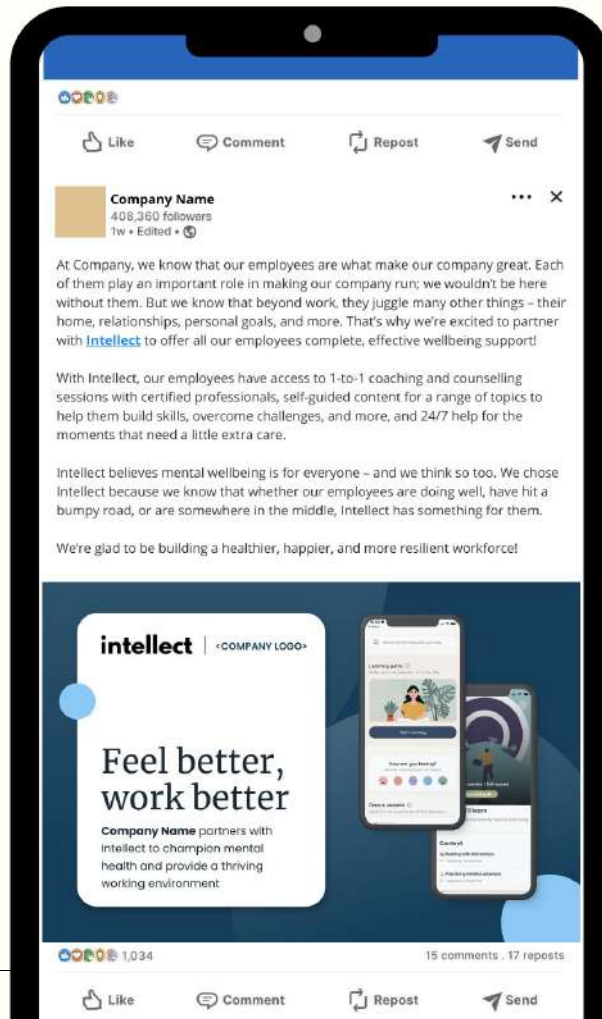 Like Comment Repost Send
Company Name
408,360 followers
1w • Edited •
At Company, we know that our employees are what make our company great. Each
of them play an important role in making our company run; we wouldn't be here
without them. But we know that beyond work, they juggle many other things – their
home, relationships, personal goals, and more. That's why we're excited to partner
with Intellect to offer all our employees complete, effective wellbeing support!
With Intellect, our employees have access to 1-to-1 coaching and counselling
sessions with certified professionals, self-guided content for a range of topics to
help them build skills, overcome challenges, and more, and 24/7 help for the
moments that need a little extra care.
Intellect believes mental wellbeing is for everyone – and we think so too. We chose
Intellect because we know that whether our employees are doing well, have hit a
bumpy road, or are somewhere in the middle, Intellect has something for them.
We're glad to be building a healthier, happier, and more resilient workforce!
intellect | <COMPANY LOGO>
Feel better,
work better
Company Name partners with
Intellect to champion mental
health and provide a thriving
working environment
How are you feeling?
Content
1,034
15 comments . 17 reposts
Like Comment Repost Send